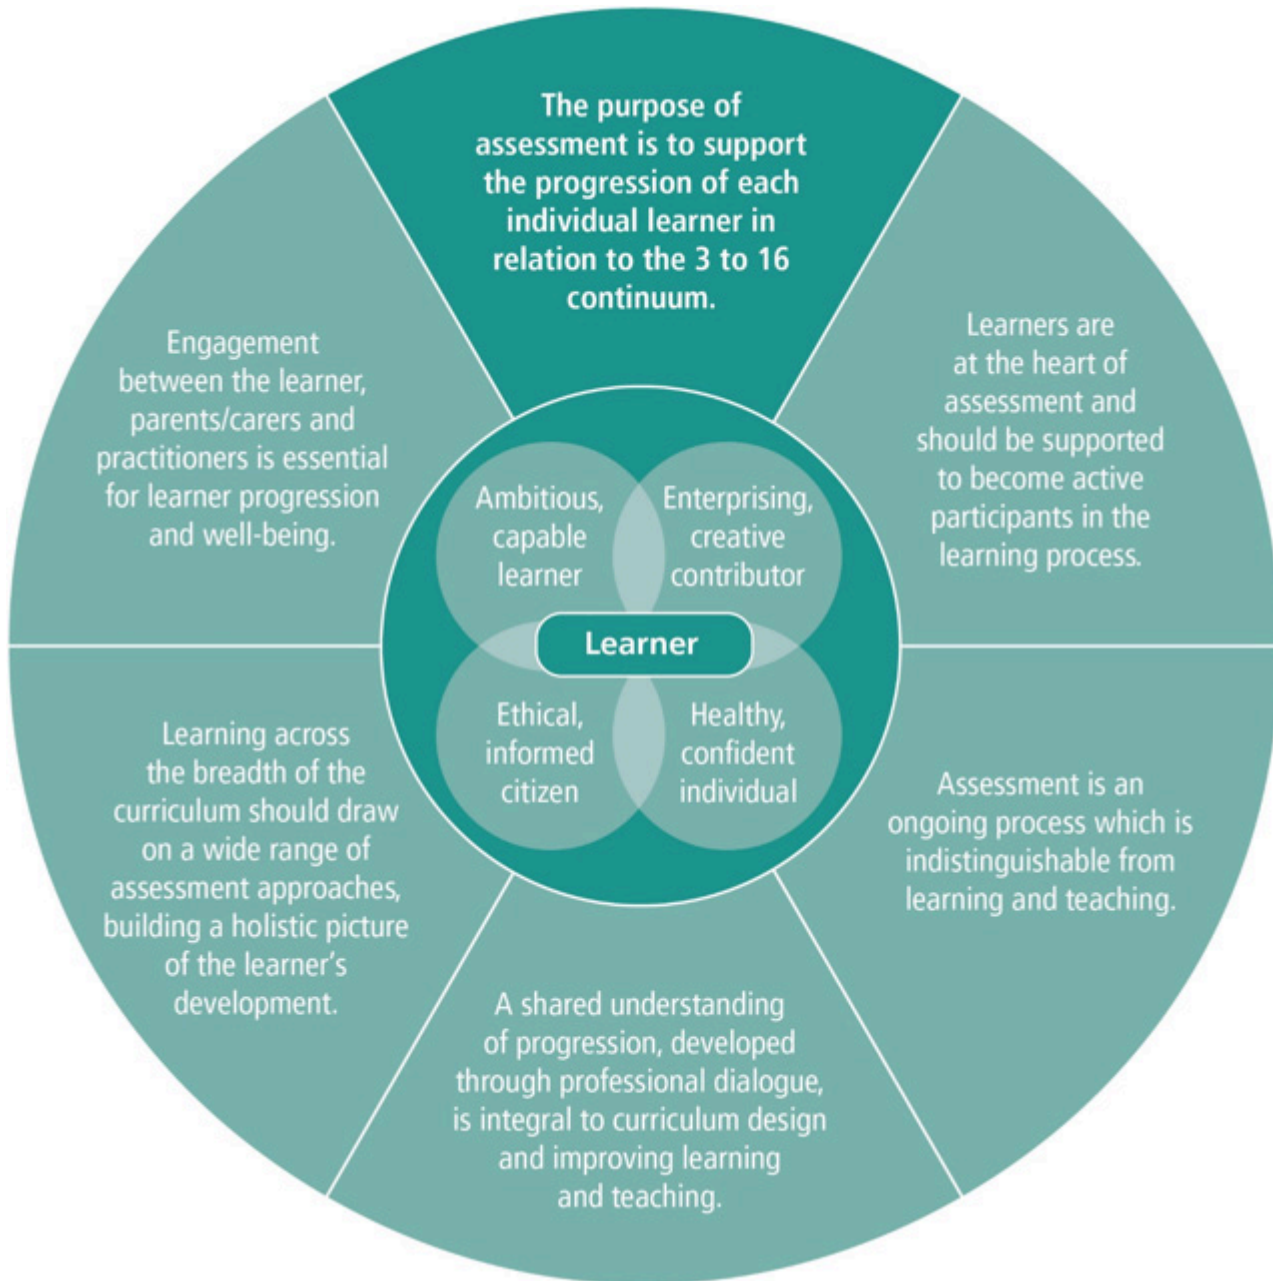 The purpose of
assessment is to support
the progression of each
individual learner in
relation to the 3 to 16
continuum.
Learners are
at the heart of
assessment and
should be supported
to become active
participants in the
learning process.
Assessment is an
ongoing process which is
indistinguishable from
learning and teaching.
A shared understanding
of progression, developed
through professional dialogue,
is integral to curriculum design
and improving learning
and teaching.
Learning across
the breadth of the
curriculum should draw
on a wide range of
assessment approaches,
building a holistic picture
of the learner's
development.
Engagement
between the learner,
parents/carers and
practitioners is essential
for learner progression
and well-being.
Ambitious,
capable
learner
Enterprising,
creative
contributor
Learner
Ethical,
informed
citizen
Healthy,
confident
individual